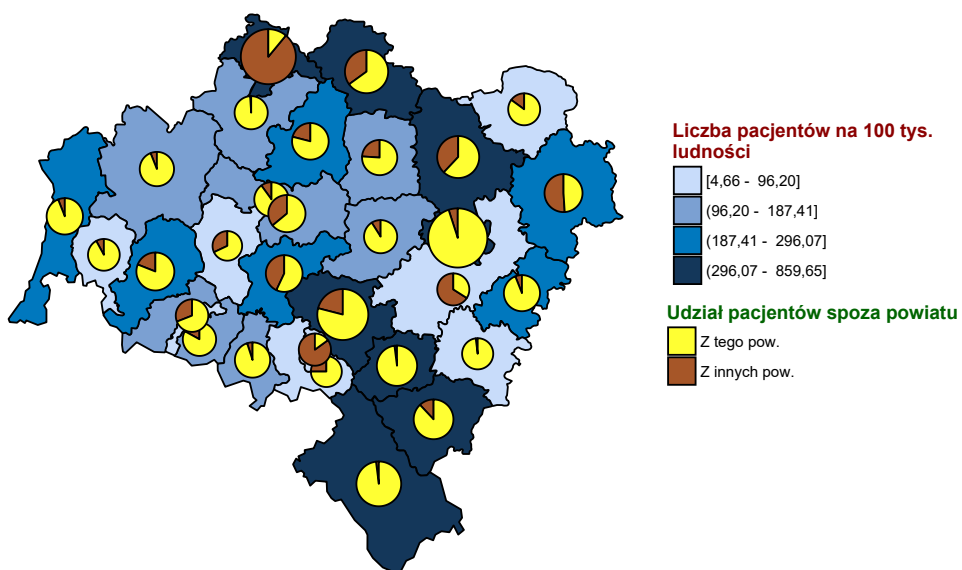 Liczba pacjentów na 100 tys.
ludności
[4,66 - 96,20]
(96,20 - 187,41]
(187,41 - 296,07]
(296,07 - 859,65]
Udział pacjentów spoza powiatu
Z tego pow.
Z innych pow.